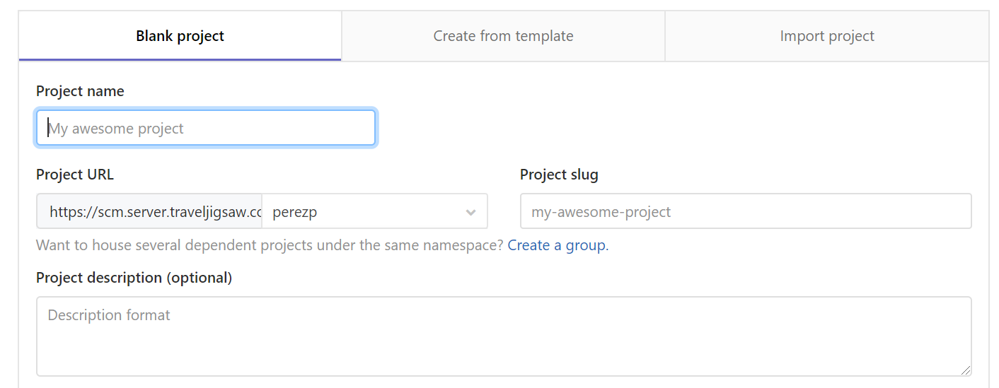 Blank project
Create from template
Import project
Project name
My awesome project
Project URL
Project slug
https://scm.server.traveljigsaw.cc
perezp
my-awesome-project
Want to house several dependent projects under the same namespace? Create a group.
Project description (optional)
Description format